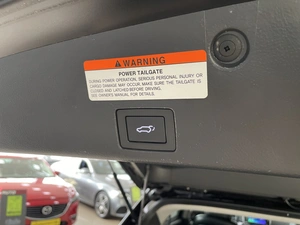 WARNING
POWER TAILGATE
DURING POWER OPERATION, SERIOUS PERSONAL INJURY OR
CARGO DAMAGE MAY OCCUR. MAKE SURE THE TAILGATE IS
CLOSED AND LATCHED BEFORE DRIVING.
SEE OWNER'S MANUAL FOR DETAILS.